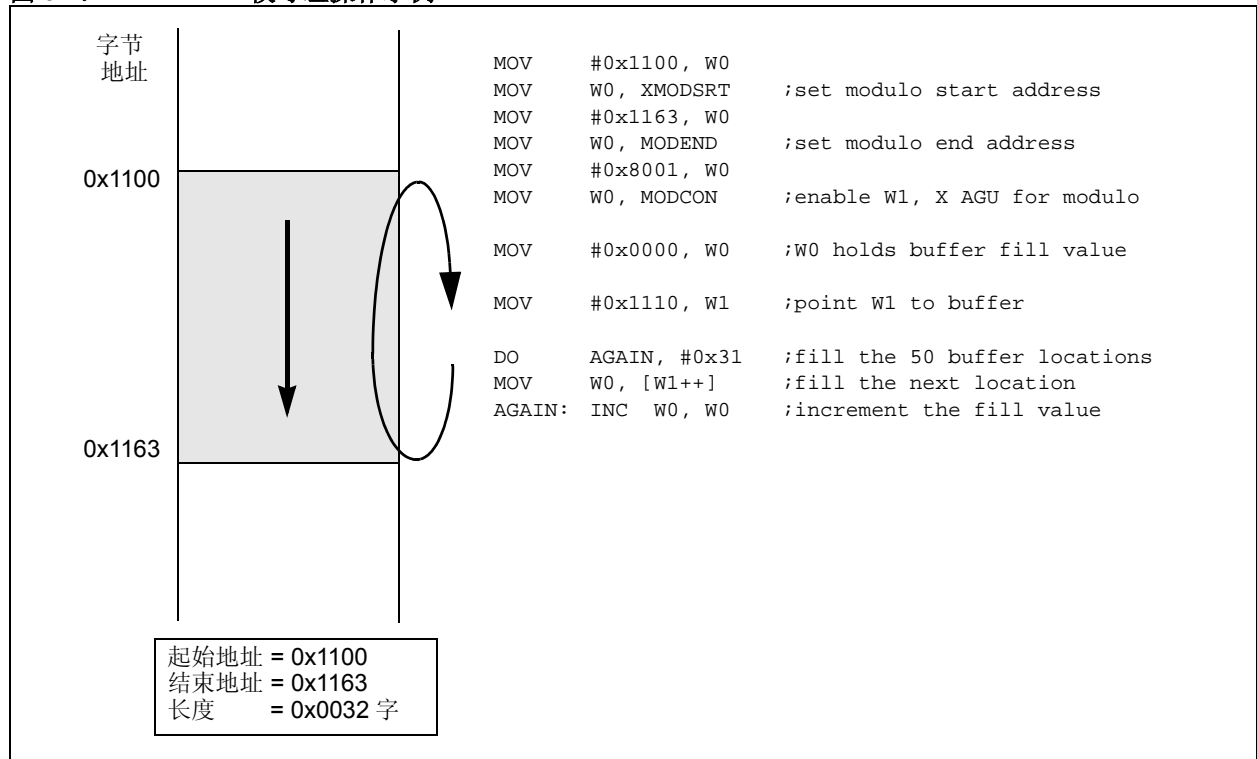 字节
地址
0x1100
0x1163
MOV #0x1100, W0
MOV W0, XMODSRT ;set modulo start address
MOV #0x1163, W0
MOV W0, MODEND ;set modulo end address
MOV #0x8001, W0
MOV W0, MODCON ;enable W1, X AGU for modulo
MOV #0x0000, W0 ;W0 holds buffer fill value
MOV #0x1110, W1 ;point W1 to buffer
DO AGAIN, #0x31 ;fill the 50 buffer locations
MOV W0, [W1++] ;fill the next location
AGAIN: INC W0, W0 ;increment the fill value
起始地址 = 0x1100
结束地址 = 0x1163
长度 = 0x0032 字